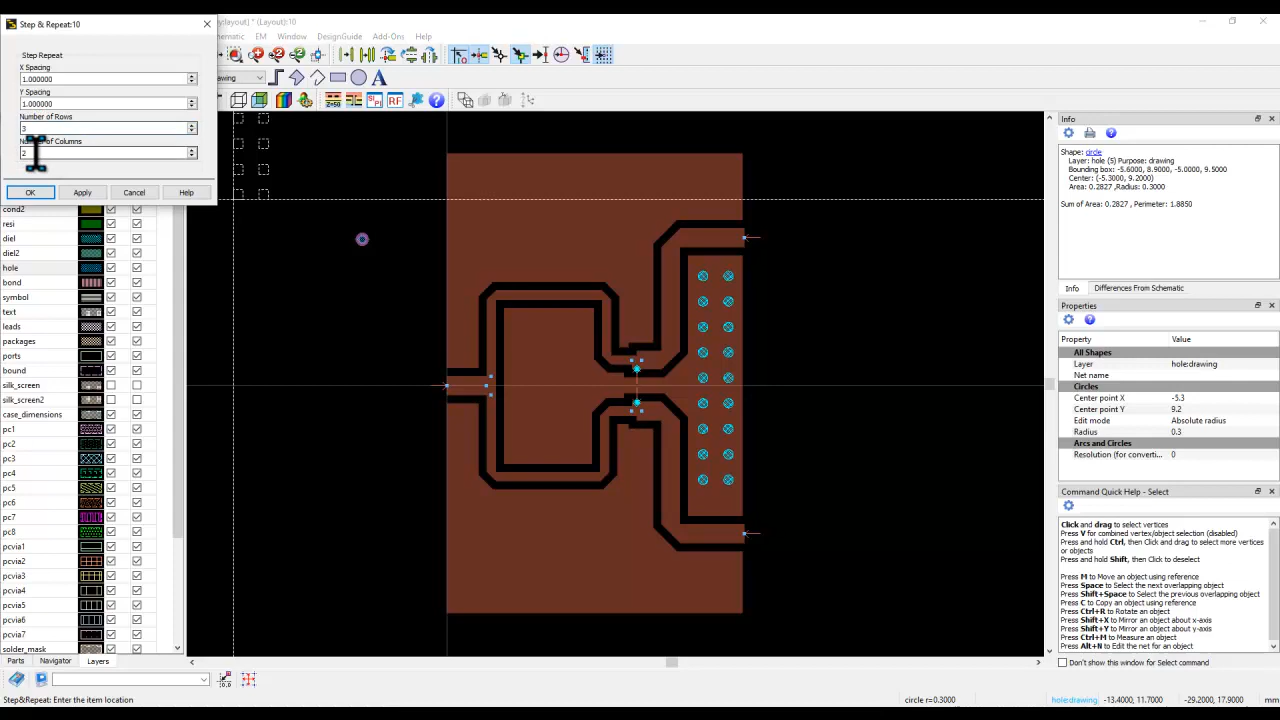 Step & Repeat:10
:layout) * (Layout):10
ematic EM Window DesignGuide Add-Ons Help
Step Repeat
X Spacing
1.000000
Y Spacing
1.000000
Number of Rows
3
of Columns
2
OK Apply Cancel Help
wing
cond2
resi
diel
diel2
hole
bond
symbol
text
leads
packages
ports
bound
silk_screen
silk_screen2
case_dimensions
pc1
pc2
pc3
pc4
pc5
pc6
pc7
pc8
pcvia1
pcvia2
pcvia3
pcvia4
pcvia5
pcvia6
pcvia7
solder_mask
Parts Navigator Layers
Info
Shape: circle
Layer: hole (5) Purpose: drawing
Bounding box: -5.6000, 8.9000, -5.0000, 9.5000
Center: (-5.3000, 9.2000)
Area: 0.2827 ,Radius: 0.3000
Sum of Area: 0.2827 , Perimeter: 1.8850
Info Differences From Schematic
Properties
Property Value
All Shapes
Layer hole:drawing
Net name
Circles
Center point X -5.3
Center point Y 9.2
Edit mode Absolute radius
Radius 0.3
Arcs and Circles
Resolution (for converti... 0
Command Quick Help - Select
Click and drag to select vertices
Press V for combined vertex/object selection (disabled)
Press and hold Ctrl, then Click and drag to select more vertices
or objects
Press and hold Shift, then Click to deselect
Press M to Move an object using reference
Press Space to Select the next overlapping object
Press Shift+Space to Select the previous overlapping object
Press C to Copy an object using reference
Press Ctrl+R to Rotate an object
Press Shift+X to Mirror an object about x-axis
Press Shift+Y to Mirror an object about y-axis
Press Ctrl+M to Measure an object
Press Alt+N to Edit the net for an object
Don't show this window for Select command
Step&Repeat: Enter the item location
circle r=0.3000 hole:drawing -13.4000, 11.7000 -29.2000, 17.9000 mm